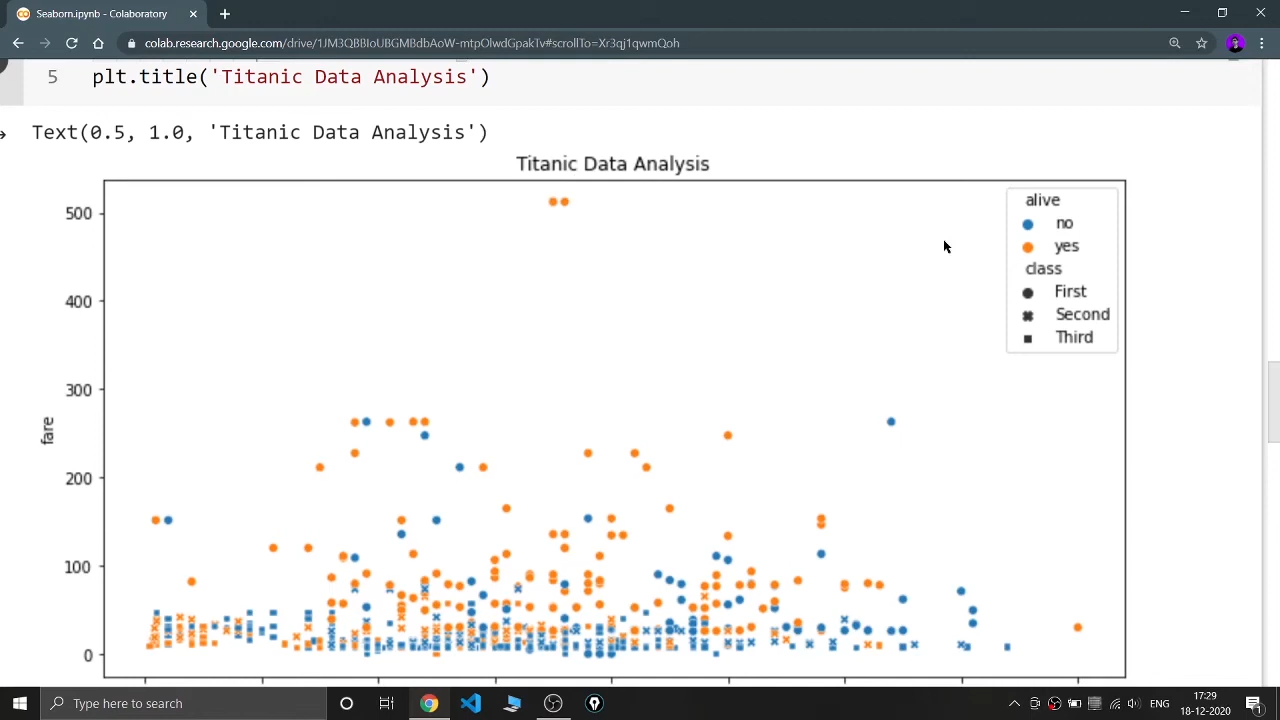 Seaborn.ipynb - Colaboratory
colab.research.google.com/drive/1JM3QBBIoUBGM8dbAoW-mtpOlwdGpakTv#scrollTo=Xr3qj1qwmQoh
5 plt.title('Titanic Data Analysis')
Text(0.5, 1.0, 'Titanic Data Analysis')
Titanic Data Analysis
alive
no
yes
class
First
Second
Third
500
400
300
200
100
0
fare
Type here to search
ENG
17:29
18-12-2020
1